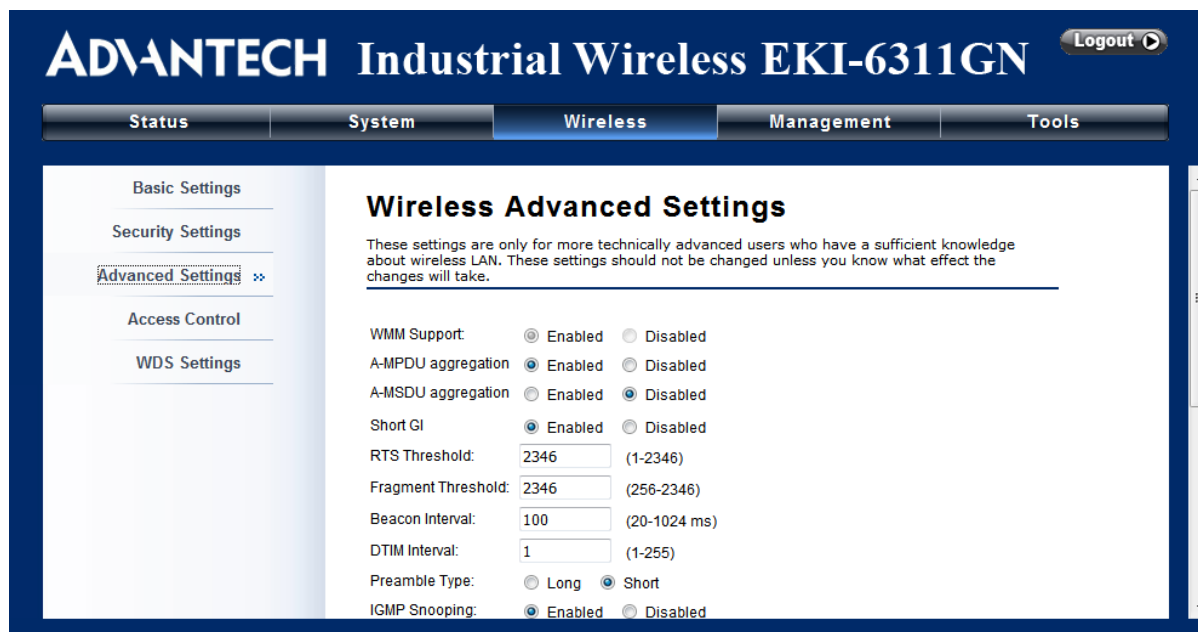 ADVANTECH Industrial Wireless EKI-6311GN Logout
Status System Wireless Management Tools
Basic Settings
Security Settings
Advanced Settings »
Access Control
WDS Settings
Wireless Advanced Settings
These settings are only for more technically advanced users who have a sufficient knowledge
about wireless LAN. These settings should not be changed unless you know what effect the
changes will take.
WMM Support: Enabled Disabled
A-MPDU aggregation Enabled Disabled
A-MSDU aggregation Enabled Disabled
Short GI Enabled Disabled
RTS Threshold: 2346 (1-2346)
Fragment Threshold: 2346 (256-2346)
Beacon Interval: 100 (20-1024 ms)
DTIM Interval: 1 (1-255)
Preamble Type: Long Short
IGMP Snooping: Enabled Disabled